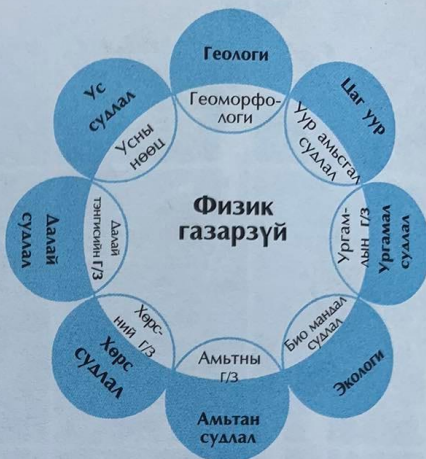 Геологи
Геоморфо-
логи
Цаг уур
Уур амьсгал
судлал
Ургамал
судлал
Ургам-
лын Г/З
Экологи
Био мандал
судлал
Амьтан
судлал
Амьтны
Г/З
Хөрс
судлал
Хөрс-
ний Г/З
Далай
судлал
Далай
тэнгисийн Г/З
Ус
судлал
Усны
нөөц
Физик
газарзүй